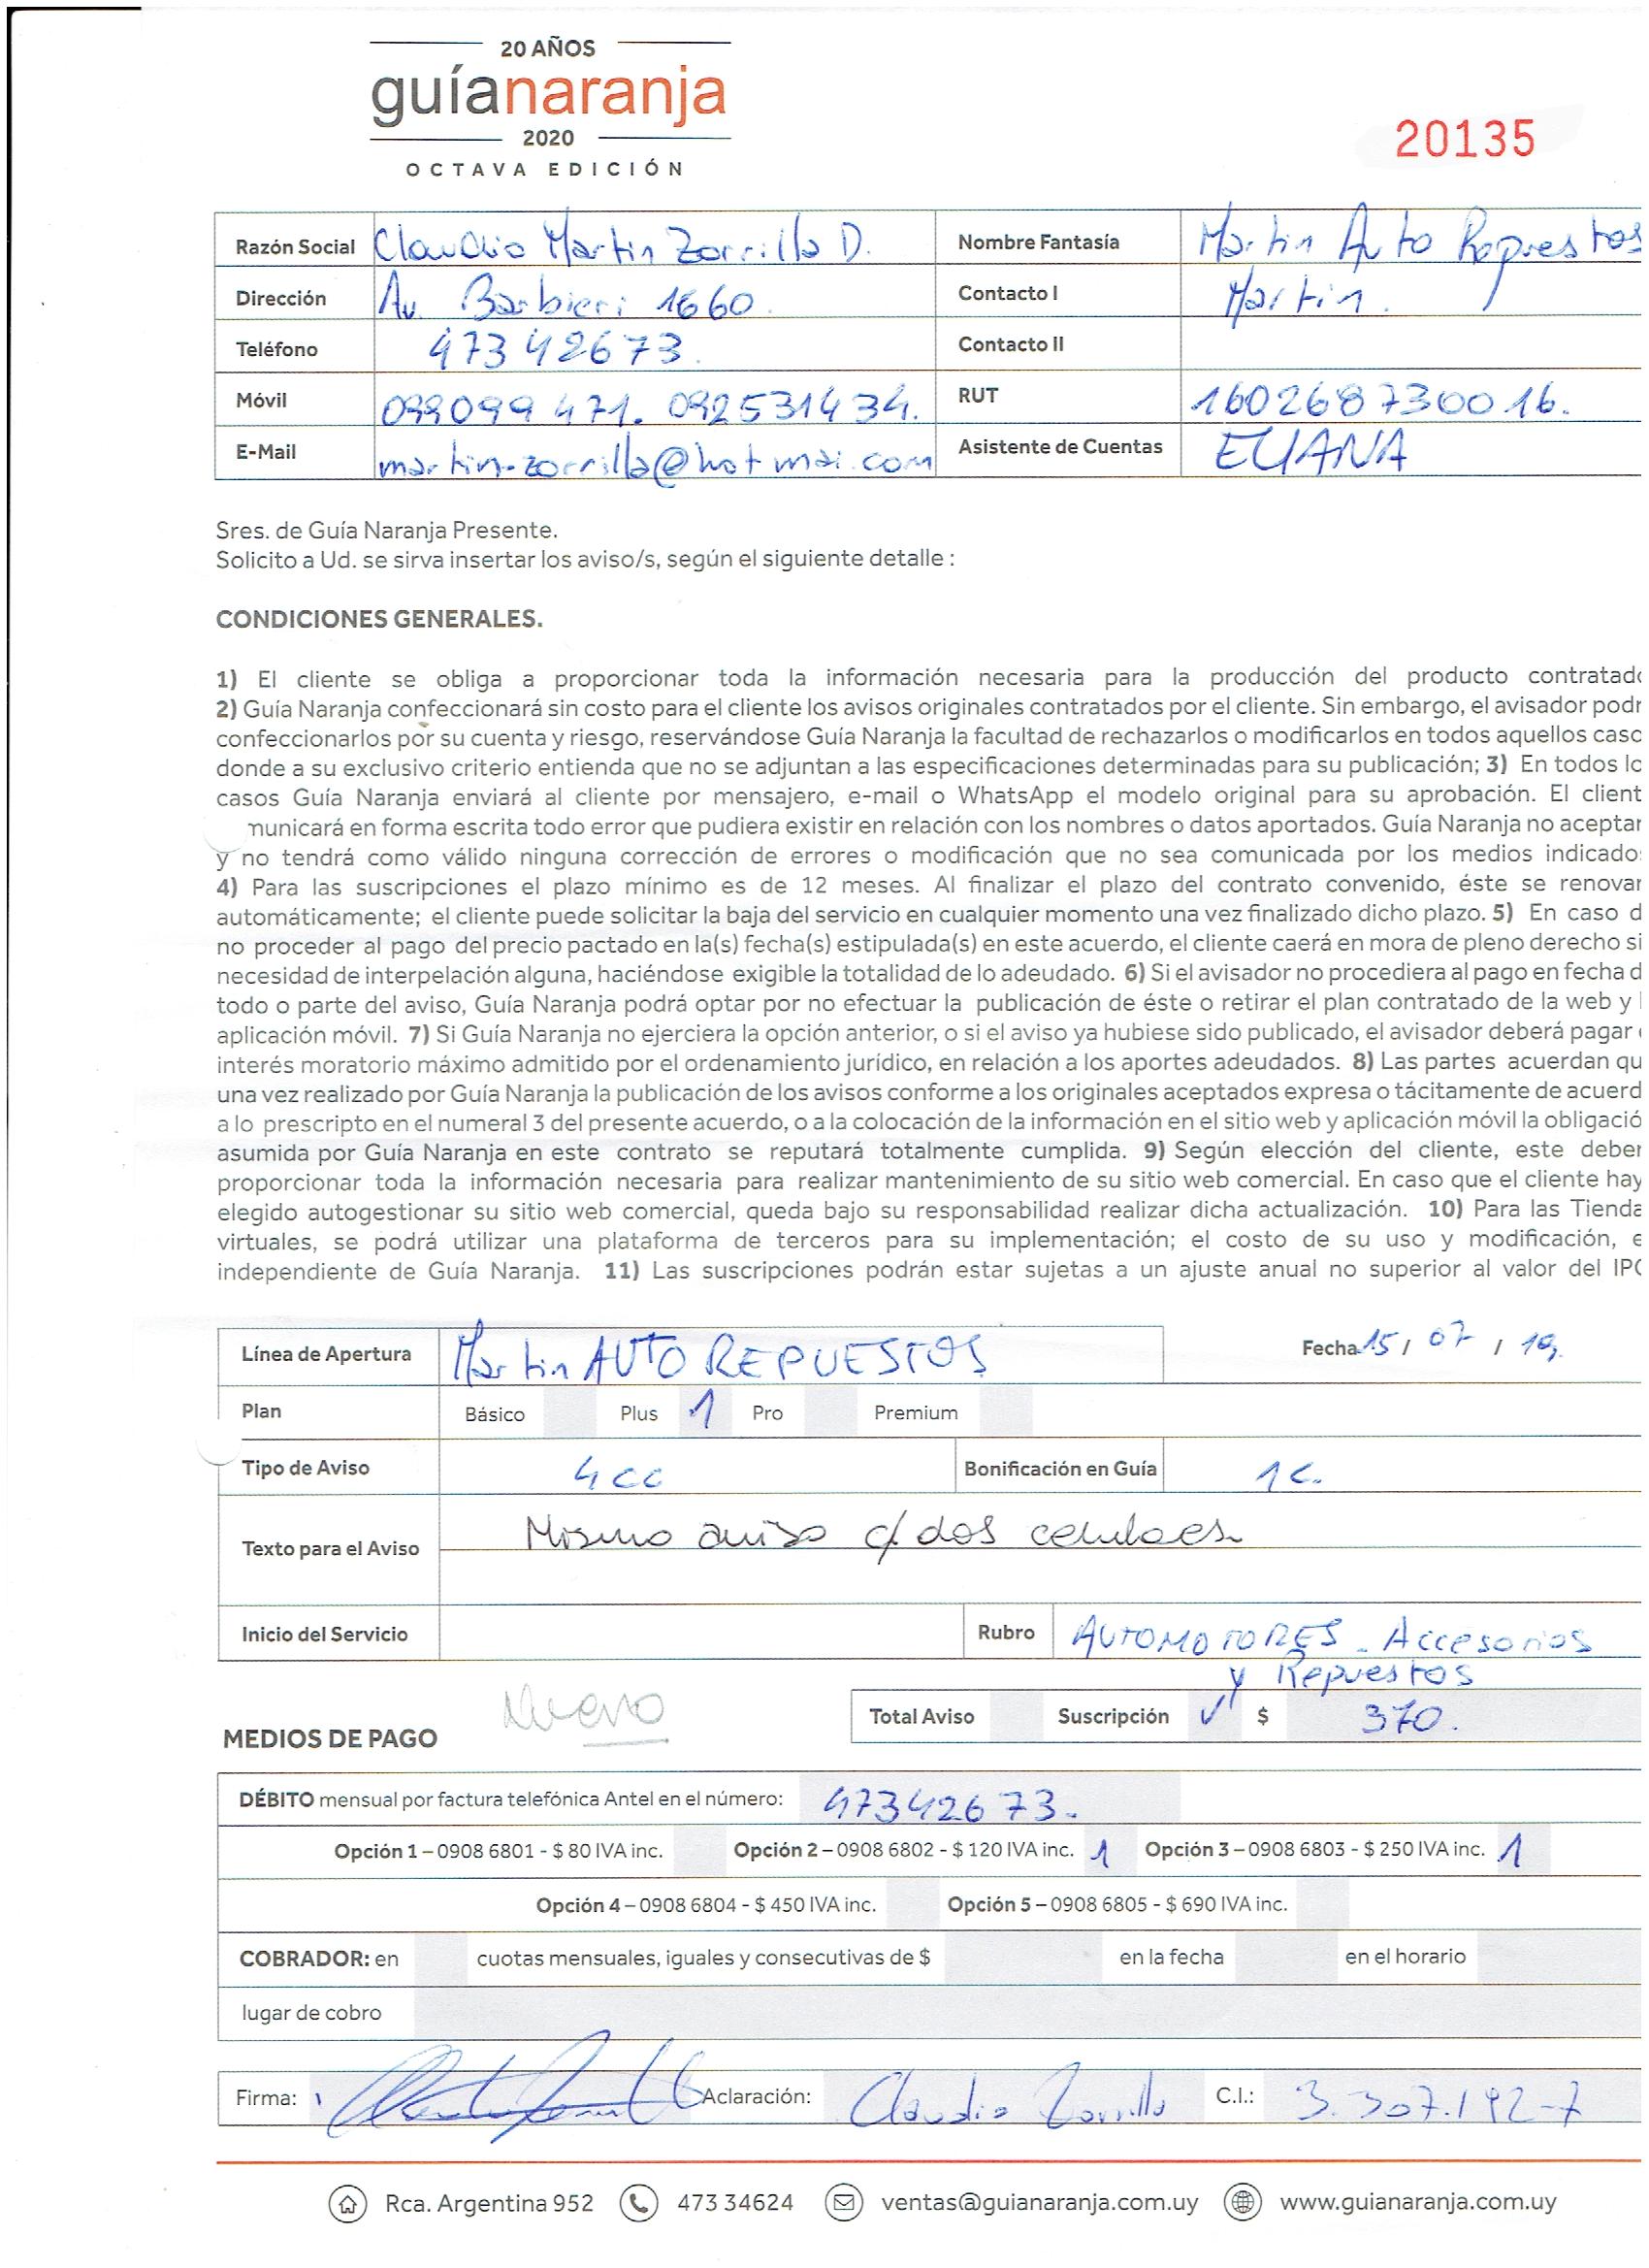 20 AÑOS
guíanaranja
2020
OCTAVA EDICIÓN
20135
Razón Social Claudio Martin Zorrilla D. Nombre Fantasía Martin Auto Repuestos
Dirección Av. Barbieri 1660. Contacto I Martin.
Teléfono 47342673. Contacto II
Móvil 099099471. 092531434. RUT 160268730016.
E-Mail martin-zorrilla@hotmai.com Asistente de Cuentas ELIANA
Sres. de Guía Naranja Presente.
Solicito a Ud. se sirva insertar los aviso/s, según el siguiente detalle :
CONDICIONES GENERALES.
1) El cliente se obliga a proporcionar toda la información necesaria para la producción del producto contratado
2) Guía Naranja confeccionará sin costo para el cliente los avisos originales contratados por el cliente. Sin embargo, el avisador podr
confeccionarlos por su cuenta y riesgo, reservándose Guía Naranja la facultad de rechazarlos o modificarlos en todos aquellos caso
donde a su exclusivo criterio entienda que no se adjuntan a las especificaciones determinadas para su publicación; 3) En todos lo
casos Guía Naranja enviará al cliente por mensajero, e-mail o WhatsApp el modelo original para su aprobación. El client
municará en forma escrita todo error que pudiera existir en relación con los nombres o datos aportados. Guía Naranja no aceptar
y no tendrá como válido ninguna corrección de errores o modificación que no sea comunicada por los medios indicado
4) Para las suscripciones el plazo mínimo es de 12 meses. Al finalizar el plazo del contrato convenido, éste se renovar
automáticamente; el cliente puede solicitar la baja del servicio en cualquier momento una vez finalizado dicho plazo. 5) En caso d
no proceder al pago del precio pactado en la(s) fecha(s) estipulada(s) en este acuerdo, el cliente caerá en mora de pleno derecho si
necesidad de interpelación alguna, haciéndose exigible la totalidad de lo adeudado. 6) Si el avisador no procediera al pago en fecha d
todo o parte del aviso, Guía Naranja podrá optar por no efectuar la publicación de éste o retirar el plan contratado de la web y l
aplicación móvil. 7) Si Guía Naranja no ejerciera la opción anterior, o si el aviso ya hubiese sido publicado, el avisador deberá pagar e
interés moratorio máximo admitido por el ordenamiento jurídico, en relación a los aportes adeudados. 8) Las partes acuerdan qu
una vez realizado por Guía Naranja la publicación de los avisos conforme a los originales aceptados expresa o tácitamente de acuerd
a lo prescripto en el numeral 3 del presente acuerdo, o a la colocación de la información en el sitio web y aplicación móvil la obligació
asumida por Guía Naranja en este contrato se reputará totalmente cumplida. 9) Según elección del cliente, este deber
proporcionar toda la información necesaria para realizar mantenimiento de su sitio web comercial. En caso que el cliente hay
elegido autogestionar su sitio web comercial, queda bajo su responsabilidad realizar dicha actualización. 10) Para las Tienda
virtuales, se podrá utilizar una plataforma de terceros para su implementación; el costo de su uso y modificación, e
independiente de Guía Naranja. 11) Las suscripciones podrán estar sujetas a un ajuste anual no superior al valor del IPC
Línea de Apertura Martin AUTO REPUESTOS Fecha 15 / 07 / 19.
Plan Básico Plus 1 Pro Premium
Tipo de Aviso 4 cc Bonificación en Guía 1 c.
Texto para el Aviso Mismo aviso c/ dos celulaes
Inicio del Servicio Rubro AUTOMOTORES - Accesorios
y Repuestos
Nuevo Total Aviso Suscripción ✓ $ 370.
MEDIOS DE PAGO
DÉBITO mensual por factura telefónica Antel en el número: 47342673.
Opción 1 – 0908 6801 - $ 80 IVA inc. Opción 2 – 0908 6802 - $ 120 IVA inc. 1 Opción 3 – 0908 6803 - $ 250 IVA inc. 1
Opción 4 – 0908 6804 - $ 450 IVA inc. Opción 5 – 0908 6805 - $ 690 IVA inc.
COBRADOR: en cuotas mensuales, iguales y consecutivas de $ en la fecha en el horario
lugar de cobro
Firma: Aclaración: Claudio Zorrilla C.I.: 3.307.192-7
Rca. Argentina 952 473 34624 ventas@guianaranja.com.uy www.guianaranja.com.uy